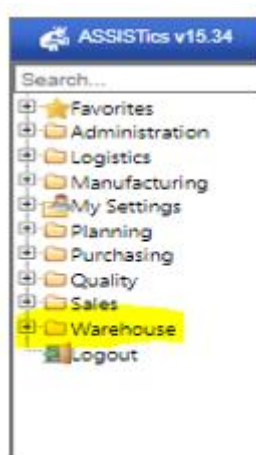 ASSISTics v15.34
Search...
Favorites
Administration
Logistics
Manufacturing
My Settings
Planning
Purchasing
Quality
Sales
Warehouse
Logout